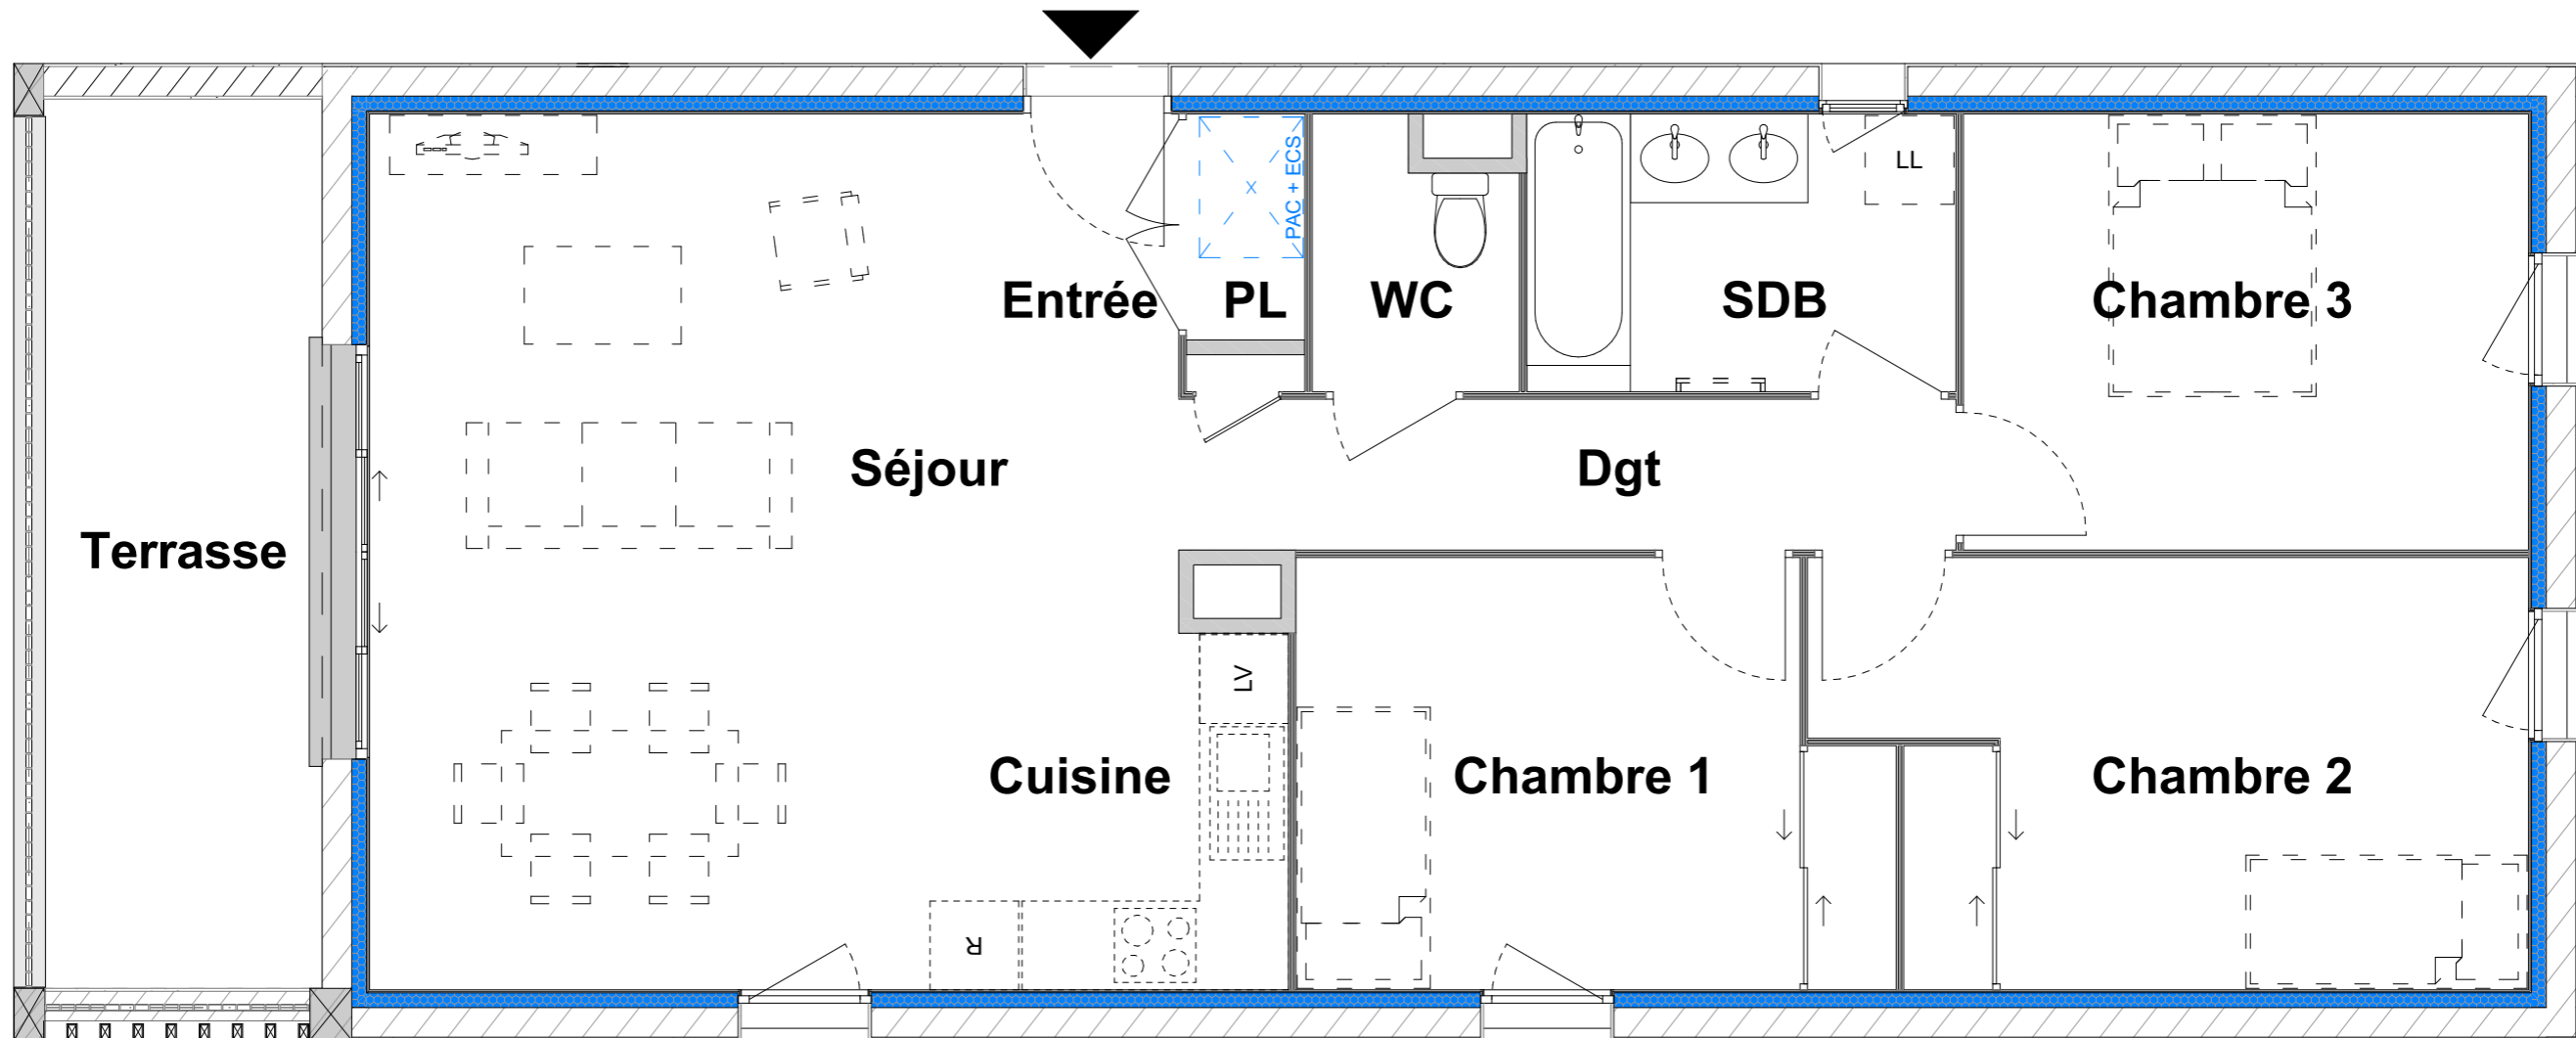 PAC + ECS
LL
Entrée
PL
WC
SDB
Chambre 3
Séjour
Dgt
Terrasse
LV
Cuisine
Chambre 1
Chambre 2
R